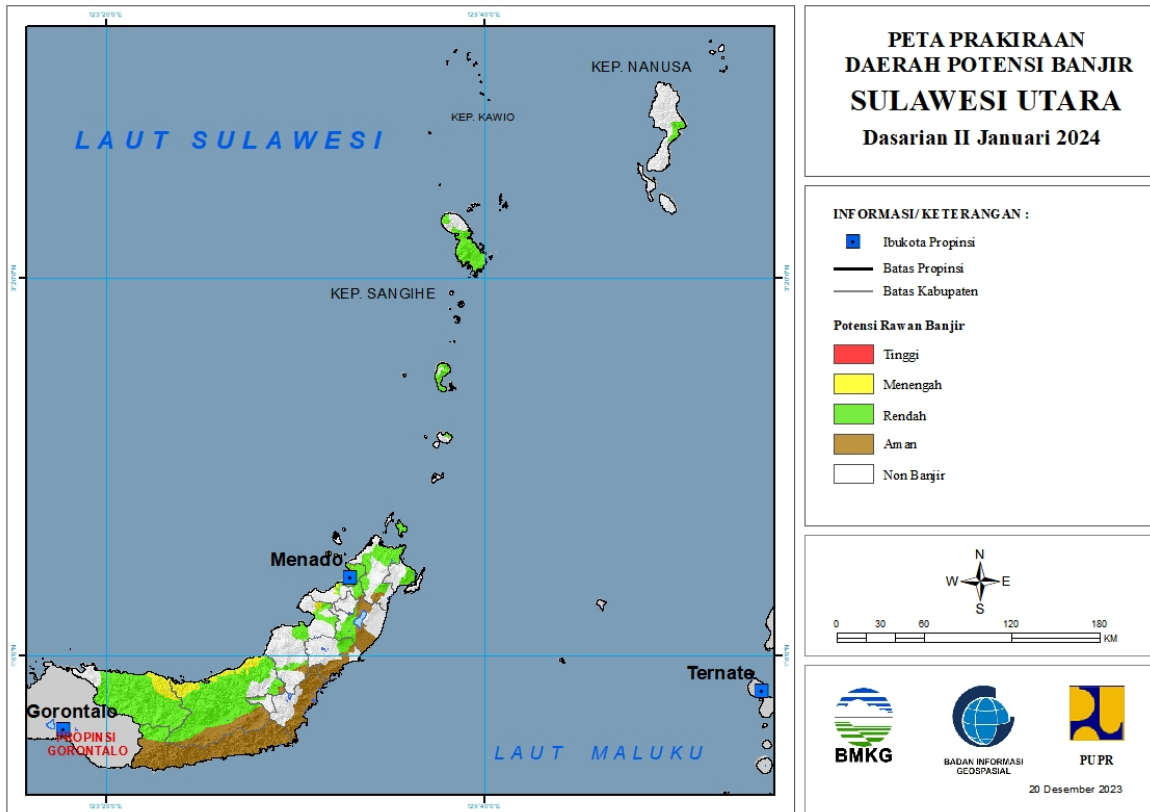 PETA PRAKIRAAN
DAERAH POTENSI BANJIR
SULAWESI UTARA
Dasarian II Januari 2024
INFORMASI/KETERANGAN :
Ibukota Propinsi
Batas Propinsi
Batas Kabupaten
Potensi Rawan Banjir
Tinggi
Menengah
Rendah
Aman
Non Banjir
N
W E
S
0 30 60 120 180
KM
BMKG
BADAN INFORMASI
GEOSPASIAL
PUPR
20 Desember 2023
KEP. NANUSA
KEP. KAWIO
LAUT SULAWESI
KEP. SANGIHE
Menado
Ternate
Gorontalo
PROPINSI
GORONTALO
LAUT MALUKU